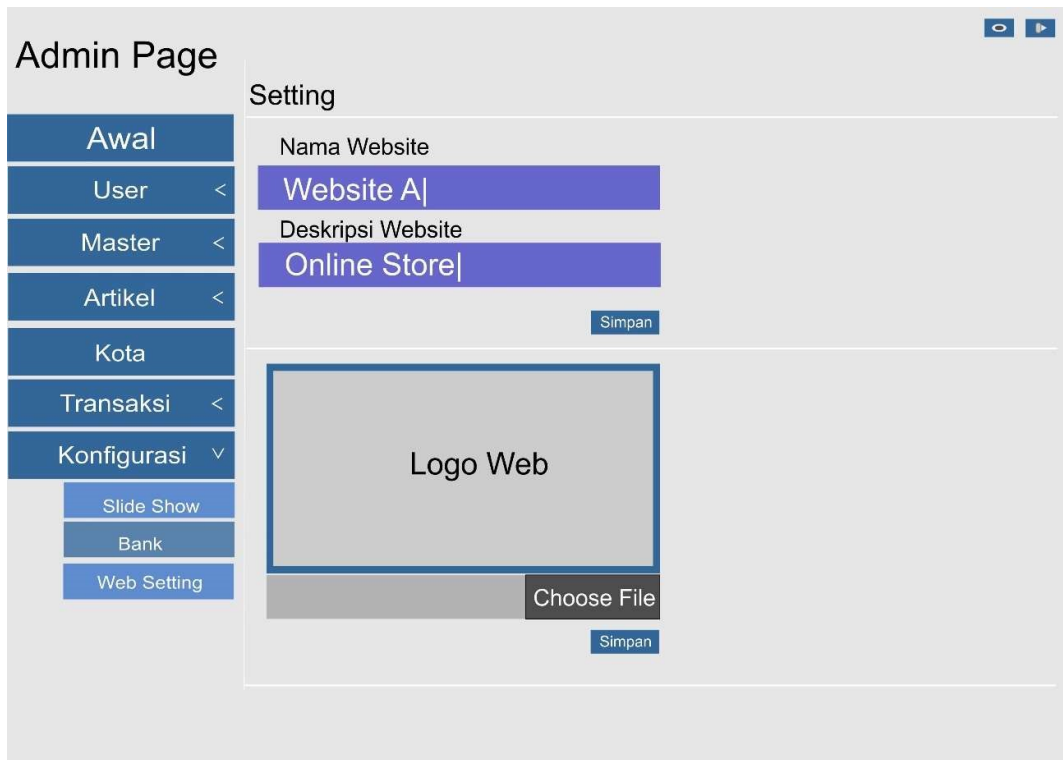 Admin Page
Setting
Awal
User <
Master <
Artikel <
Kota
Transaksi <
Konfigurasi ˅
Slide Show
Bank
Web Setting
Nama Website
Website A|
Deskripsi Website
Online Store|
Simpan
Logo Web
Choose File
Simpan